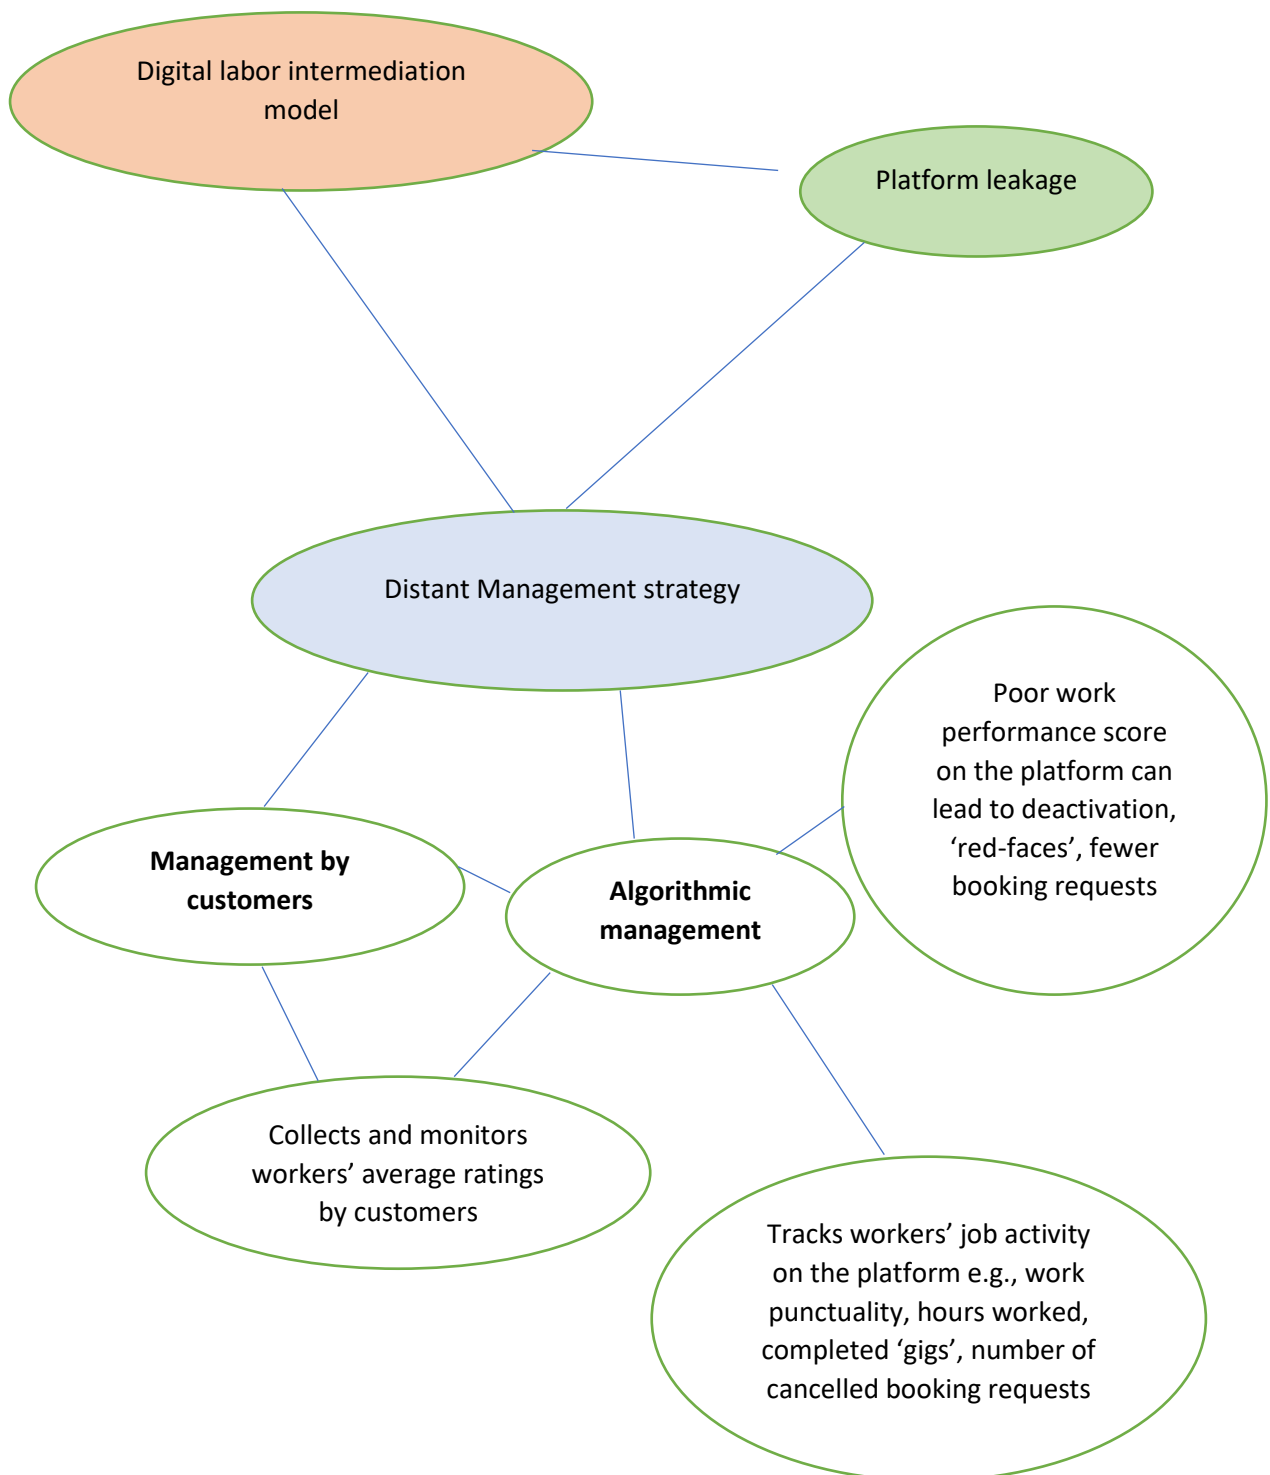 Digital labor intermediation
model
Platform leakage
Distant Management strategy
Poor work
performance score
on the platform can
lead to deactivation,
‘red-faces’, fewer
booking requests
Management by
customers
Algorithmic
management
Collects and monitors
workers’ average ratings
by customers
Tracks workers’ job activity
on the platform e.g., work
punctuality, hours worked,
completed ‘gigs’, number of
cancelled booking requests